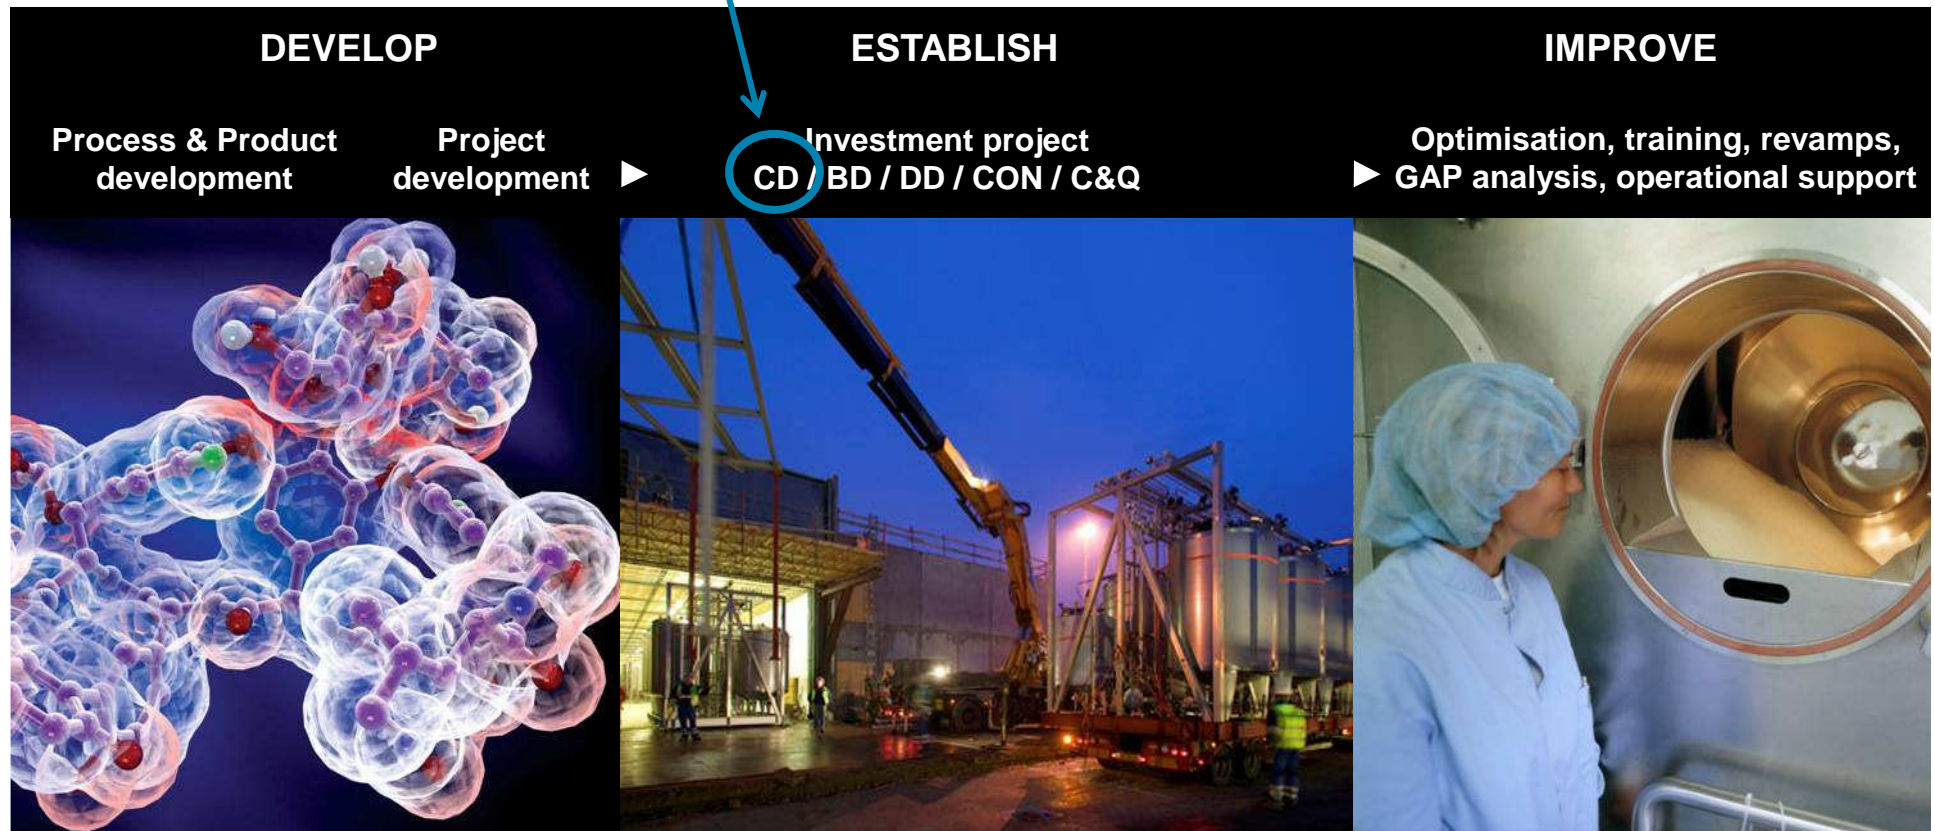 DEVELOP
Process & Product
development
Project
development
►
ESTABLISH
Investment project
CD / BD / DD / CON / C&Q
►
IMPROVE
Optimisation, training, revamps,
GAP analysis, operational support